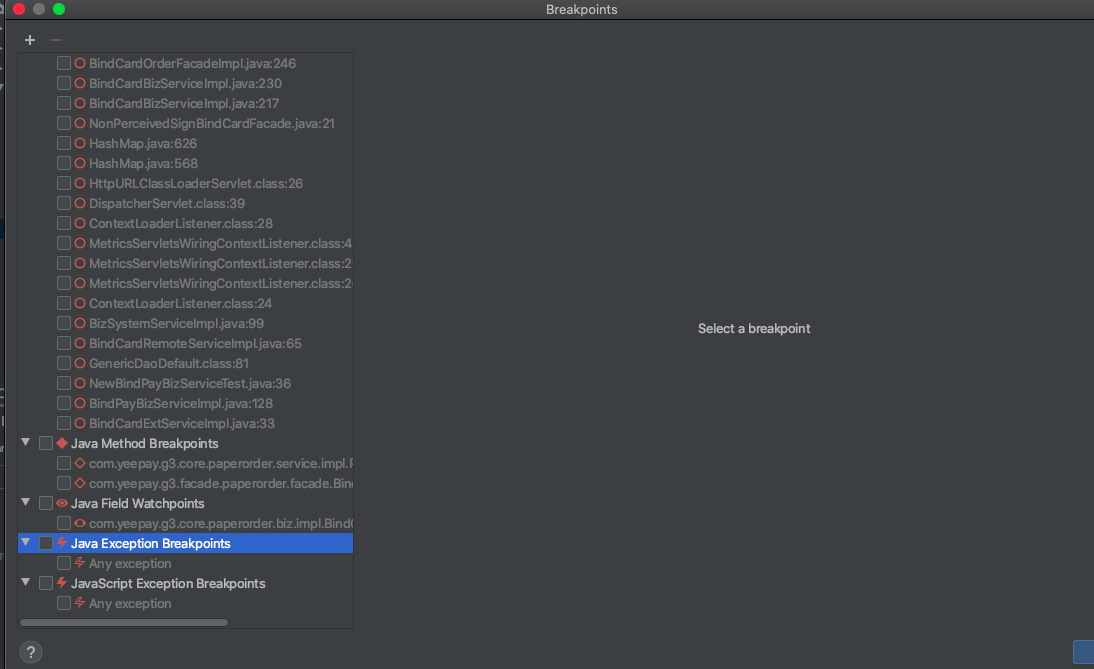 Breakpoints
BindCardOrderFacadeImpl.java:246
BindCardBizServiceImpl.java:230
BindCardBizServiceImpl.java:217
NonPerceivedSignBindCardFacade.java:21
HashMap.java:626
HashMap.java:568
HttpURLClassLoaderServlet.class:26
DispatcherServlet.class:39
ContextLoaderListener.class:28
MetricsServletsWiringContextListener.class:4
MetricsServletsWiringContextListener.class:2
MetricsServletsWiringContextListener.class:2
ContextLoaderListener.class:24
BizSystemServiceImpl.java:99
Select a breakpoint
BindCardRemoteServiceImpl.java:65
GenericDaoDefault.class:81
NewBindPayBizServiceTest.java:36
BindPayBizServiceImpl.java:128
BindCardExtServiceImpl.java:33
Java Method Breakpoints
com.yeepay.g3.core.paperorder.service.impl.
com.yeepay.g3.facade.paperorder.facade.Bin
Java Field Watchpoints
com.yeepay.g3.core.paperorder.biz.impl.Bind
Java Exception Breakpoints
Any exception
JavaScript Exception Breakpoints
Any exception
?